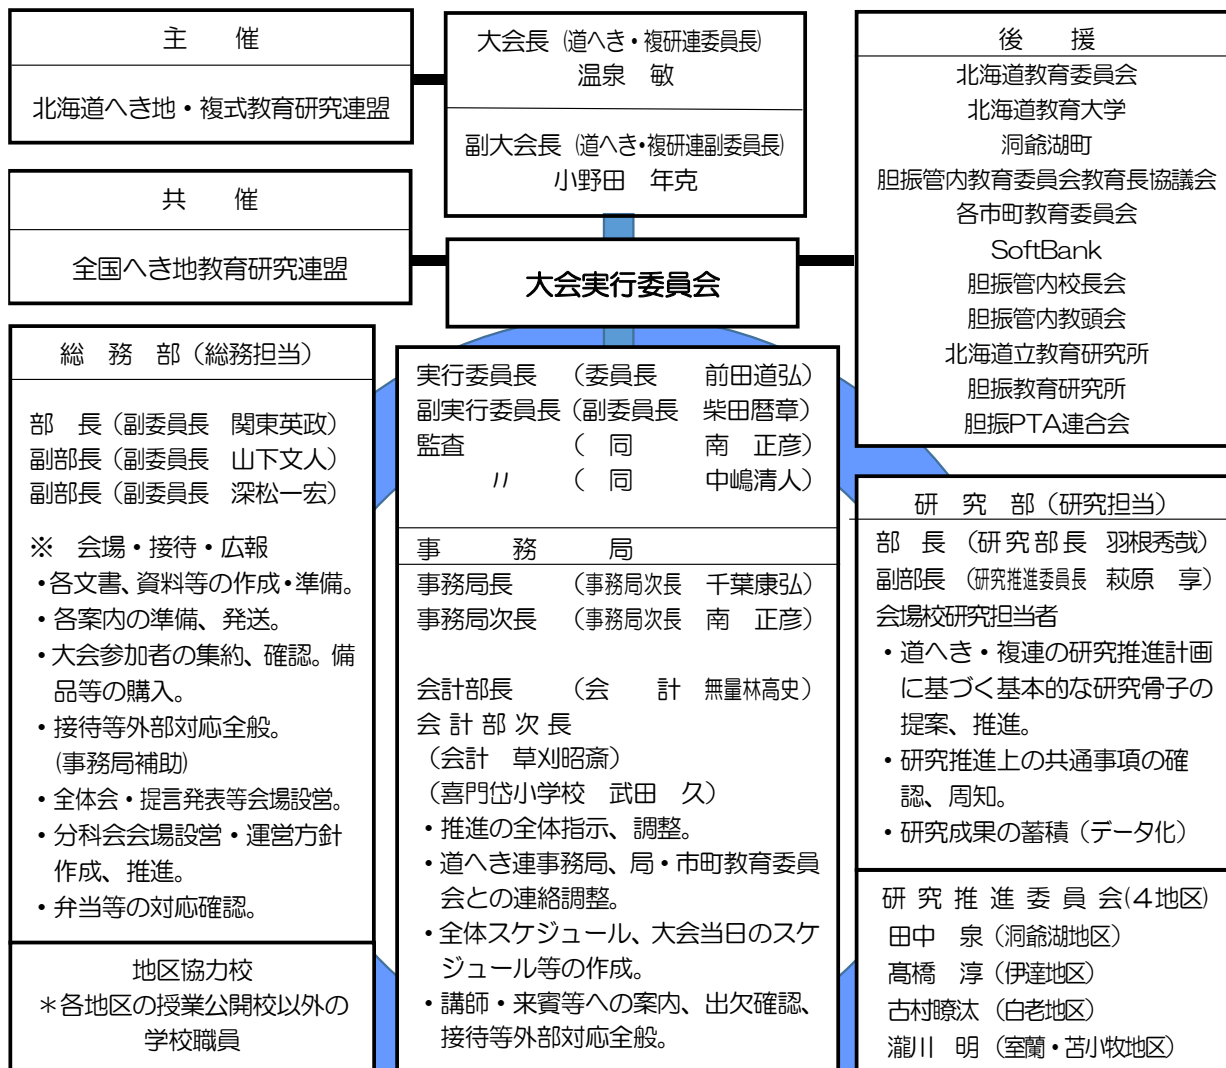 主　催
北海道へき地・複式教育研究連盟
共　催
全国へき地教育研究連盟
大会長（道へき・複研連委員長）
温泉　敏
副大会長（道へき・複研連副委員長）
小野田　年克
大会実行委員会
後　援
北海道教育委員会
北海道教育大学
洞爺湖町
胆振管内教育委員会教育長協議会
各市町教育委員会
SoftBank
胆振管内校長会
胆振管内教頭会
北海道立教育研究所
胆振教育研究所
胆振PTA連合会
総　務　部（総務担当）
部　長（副委員長　関東英政）
副部長（副委員長　山下文人）
副部長（副委員長　深松一宏）
※　会場・接待・広報
・各文書、資料等の作成・準備。
・各案内の準備、発送。
・大会参加者の集約、確認。備
品等の購入。
・接待等外部対応全般。
（事務局補助）
・全体会・提言発表等会場設営。
・分科会会場設営・運営方針
作成、推進。
・弁当等の対応確認。
地区協力校
＊各地区の授業公開校以外の
学校職員
実行委員長　（委員長　前田道弘）
副実行委員長（副委員長　柴田暦章）
監査　（　同　南　正彦）
〃　（　同　中嶋清人）
事　務　局
事務局長　（事務局次長　千葉康弘）
事務局次長　（事務局次長　南　正彦）
会計部長　（会　計　無量林高史）
会計部次長
（会計　草刈昭斎）
（喜門岱小学校　武田　久）
・推進の全体指示、調整。
・道へき連事務局、局・市町教育委員
会との連絡調整。
・全体スケジュール、大会当日のスケ
ジュール等の作成。
・講師・来賓等への案内、出欠確認、
接待等外部対応全般。
研　究　部（研究担当）
部　長　（研究部長　羽根秀哉）
副部長　（研究推進委員長　萩原　享）
会場校研究担当者
・道へき・複連の研究推進計画
に基づく基本的な研究骨子の
提案、推進。
・研究推進上の共通事項の確
認、周知。
・研究成果の蓄積（データ化）
研究推進委員会(４地区)
田中　泉（洞爺湖地区）
髙橋　淳（伊達地区）
古村瞭汰（白老地区）
瀧川　明（室蘭・苫小牧地区）